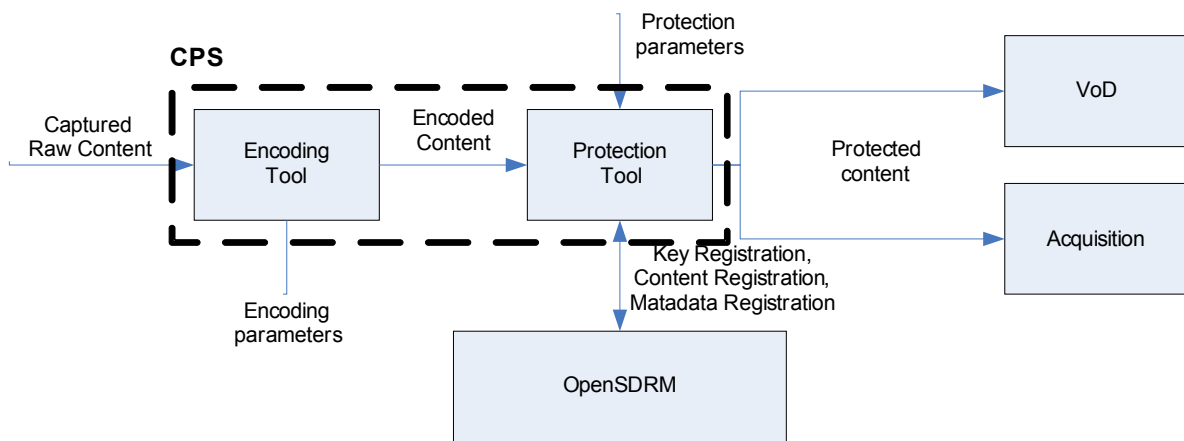 Protection
parameters
CPS
VoD
Captured
Raw Content
Encoding
Tool
Encoded
Content
Protection
Tool
Protected
content
Acquisition
Key Registration,
Content Registration,
Matadata Registration
Encoding
parameters
OpenSDRM